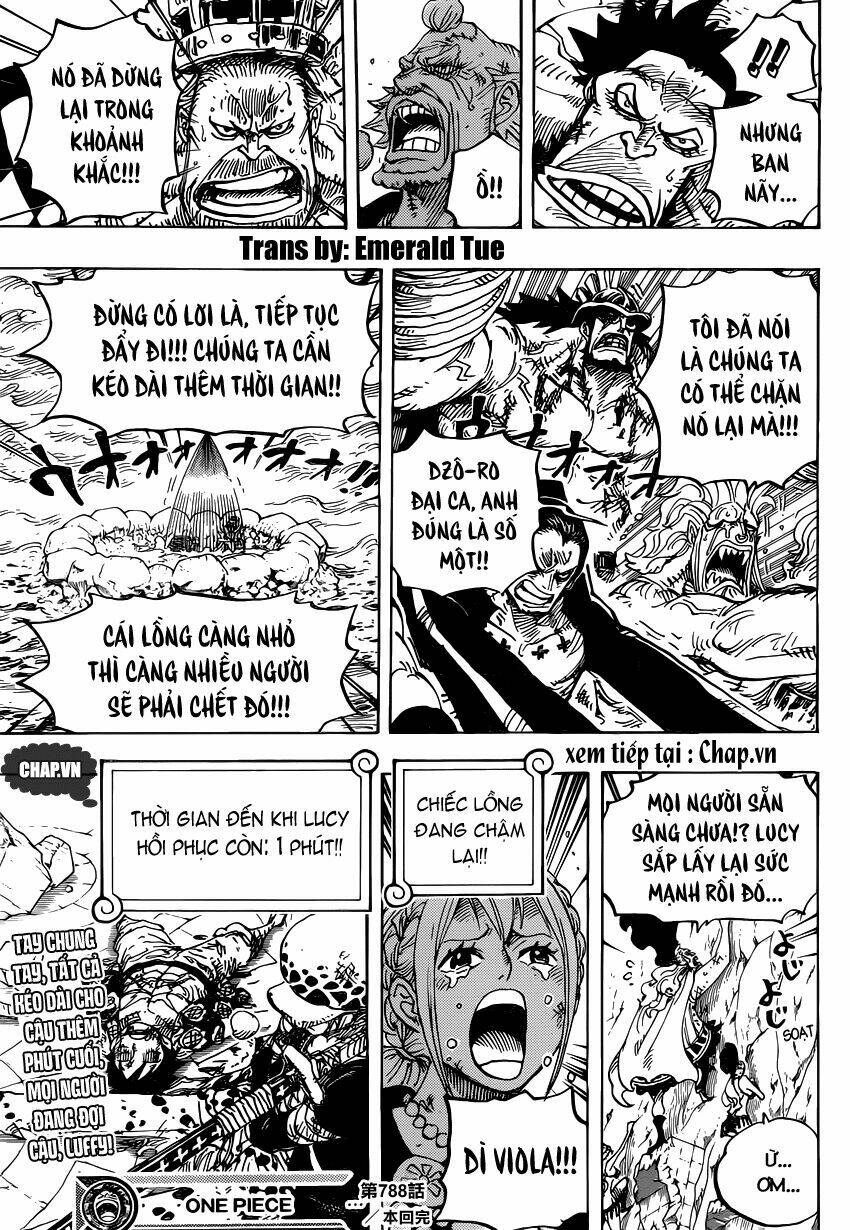 !!
NHƯNG
BAN
NÃY...
Ồ!!
NÓ ĐÃ DỪNG
LẠI TRONG
KHOẢNH
KHẮC!!!
Trans by: Emerald Tue
TÔI ĐÃ NÓI
LÀ CHÚNG TA
CÓ THỂ CHẶN
NÓ LẠI MÀ!!!
DZÔ-RO
ĐẠI CA, ANH
ĐÚNG LÀ SỐ
MỘT!!
ĐỪNG CÓ LƠI LÀ, TIẾP TỤC
ĐẨY ĐI!!! CHÚNG TA CẦN
KÉO DÀI THÊM THỜI GIAN!!
CÁI LỒNG CÀNG NHỎ
THÌ CÀNG NHIỀU NGƯỜI
SẼ PHẢI CHẾT ĐÓ!!!
xem tiếp tại : Chap.vn
MỌI NGƯỜI SẴN
SÀNG CHƯA!? LUCY
SẮP LẤY LẠI SỨC
MẠNH RỒI ĐÓ...
よじ
よじ
SOẠT
Ừ...
ƠM...
CHIẾC LỒNG
ĐANG CHẬM
LẠI!!
DÌ VIOLA!!!
CHAP.VN
THỜI GIAN ĐẾN KHI LUCY
HỒI PHỤC CÒN: 1 PHÚT!!
TAY CHUNG
TAY, TẤT CẢ
KÉO DÀI CHO
CẬU THÊM
PHÚT CUỐI,
MỌI NGƯỜI
ĐANG ĐỢI
CẬU, LUFFY!
ONE PIECE
第788話
本回完